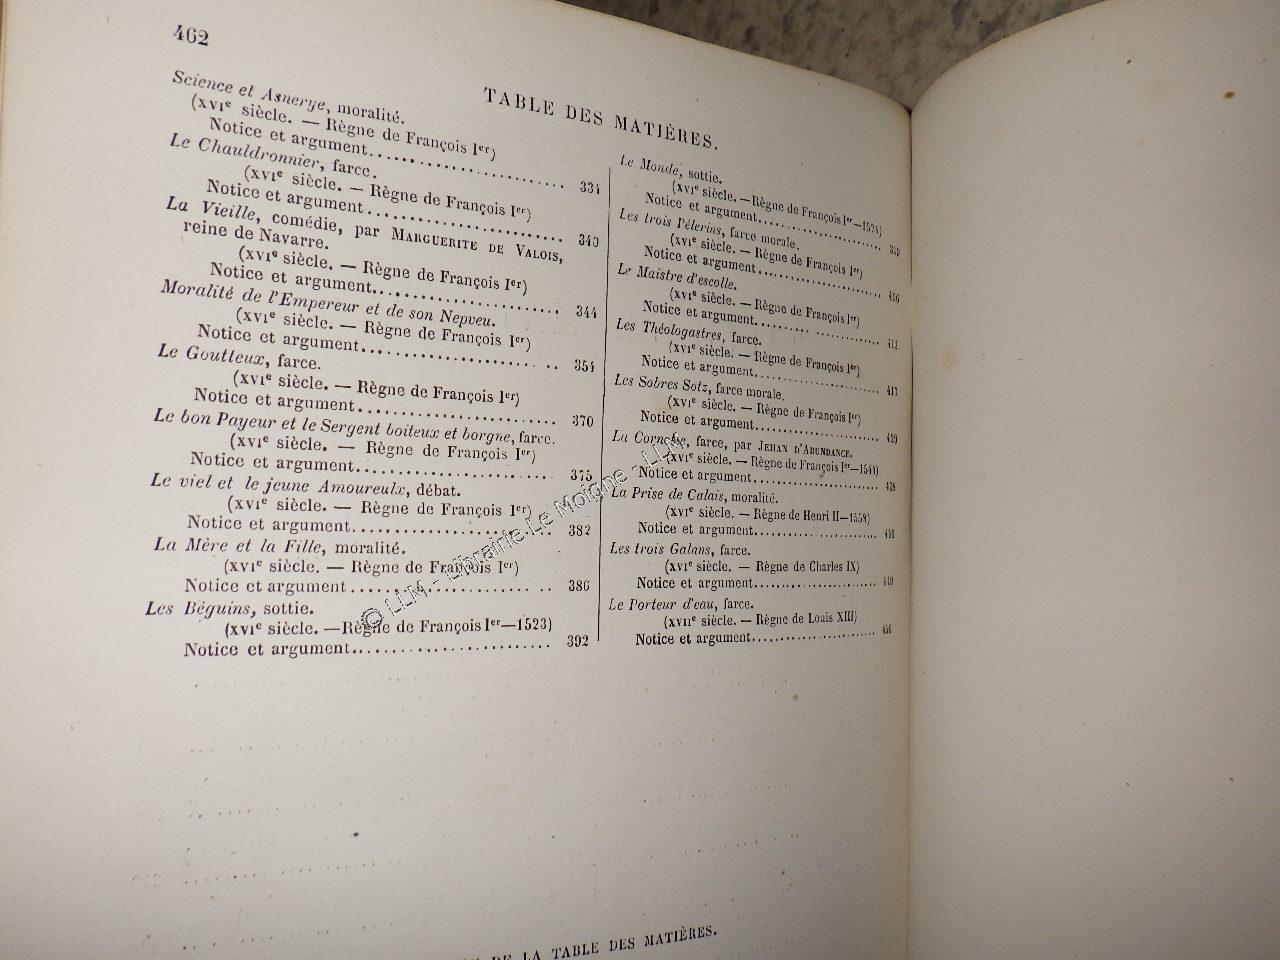 462
TABLE DES MATIÈRES.
Science et Asnerye, moralité.
(XVIe siècle. — Règne de François Ier)
Notice et argument........................ 334
Le Chauldronnier, farce.
(XVIe siècle. — Règne de François Ier)
Notice et argument........................ 340
La Vieille, comédie, par MARGUERITE DE VALOIS,
reine de Navarre.
(XVIe siècle. — Règne de François Ier)
Notice et argument........................ 344
Moralité de l'Empereur et de son Nepveu.
(XVIe siècle. — Règne de François Ier)
Notice et argument........................ 354
Le Goutteux, farce.
(XVIe siècle. — Règne de François Ier)
Notice et argument........................ 370
Le bon Payeur et le Sergent boiteux et borgne, farce.
(XVIe siècle. — Règne de François Ier)
Notice et argument........................ 375
Le viel et le jeune Amoureulx, débat.
(XVIe siècle. — Règne de François Ier)
Notice et argument........................ 382
La Mère et la Fille, moralité.
(XVIe siècle. — Règne de François Ier)
Notice et argument........................ 386
Les Béguins, sottie.
(XVIe siècle. —Règne de François Ier—1523)
Notice et argument........................ 392
Le Monde, sottie.
(XVIe siècle. —Règne de François Ier—1524)
Notice et argument........................
Les trois Pélerins, farce morale.
(XVIe siècle. — Règne de François Ier)
Notice et argument........................ 406
Le Maistre d'escolle.
(XVIe siècle. — Règne de François Ier)
Notice et argument........................
Les Théologastres, farce.
(XVIe siècle. — Règne de François Ier)
Notice et argument........................ 417
Les Sobres Sotz, farce morale.
(XVIe siècle. — Règne de François Ier)
Notice et argument........................ 429
La Cornette, farce, par JEHAN D'ABUNDANCE.
(XVIe siècle. — Règne de François Ier—1544)
Notice et argument........................ 438
La Prise de Calais, moralité.
(XVIe siècle. — Règne de Henri II—1558)
Notice et argument........................ 446
Les trois Galans, farce.
(XVIe siècle. — Règne de Charles IX)
Notice et argument........................ 449
Le Porteur d'eau, farce.
(XVIIe siècle. — Règne de Louis XIII)
Notice et argument........................ 456
DE LA TABLE DES MATIÈRES.
© LLM - Librairie Le Moigne - LLM